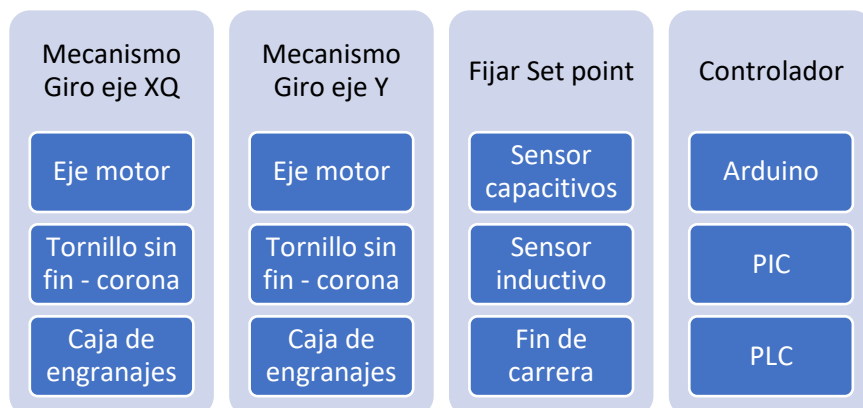 Mecanismo
Giro eje XQ
Eje motor
Tornillo sin
fin - corona
Caja de
engranajes
Mecanismo
Giro eje Y
Eje motor
Tornillo sin
fin - corona
Caja de
engranajes
Fijar Set point
Sensor
capacitivos
Sensor
inductivo
Fin de
carrera
Controlador
Arduino
PIC
PLC